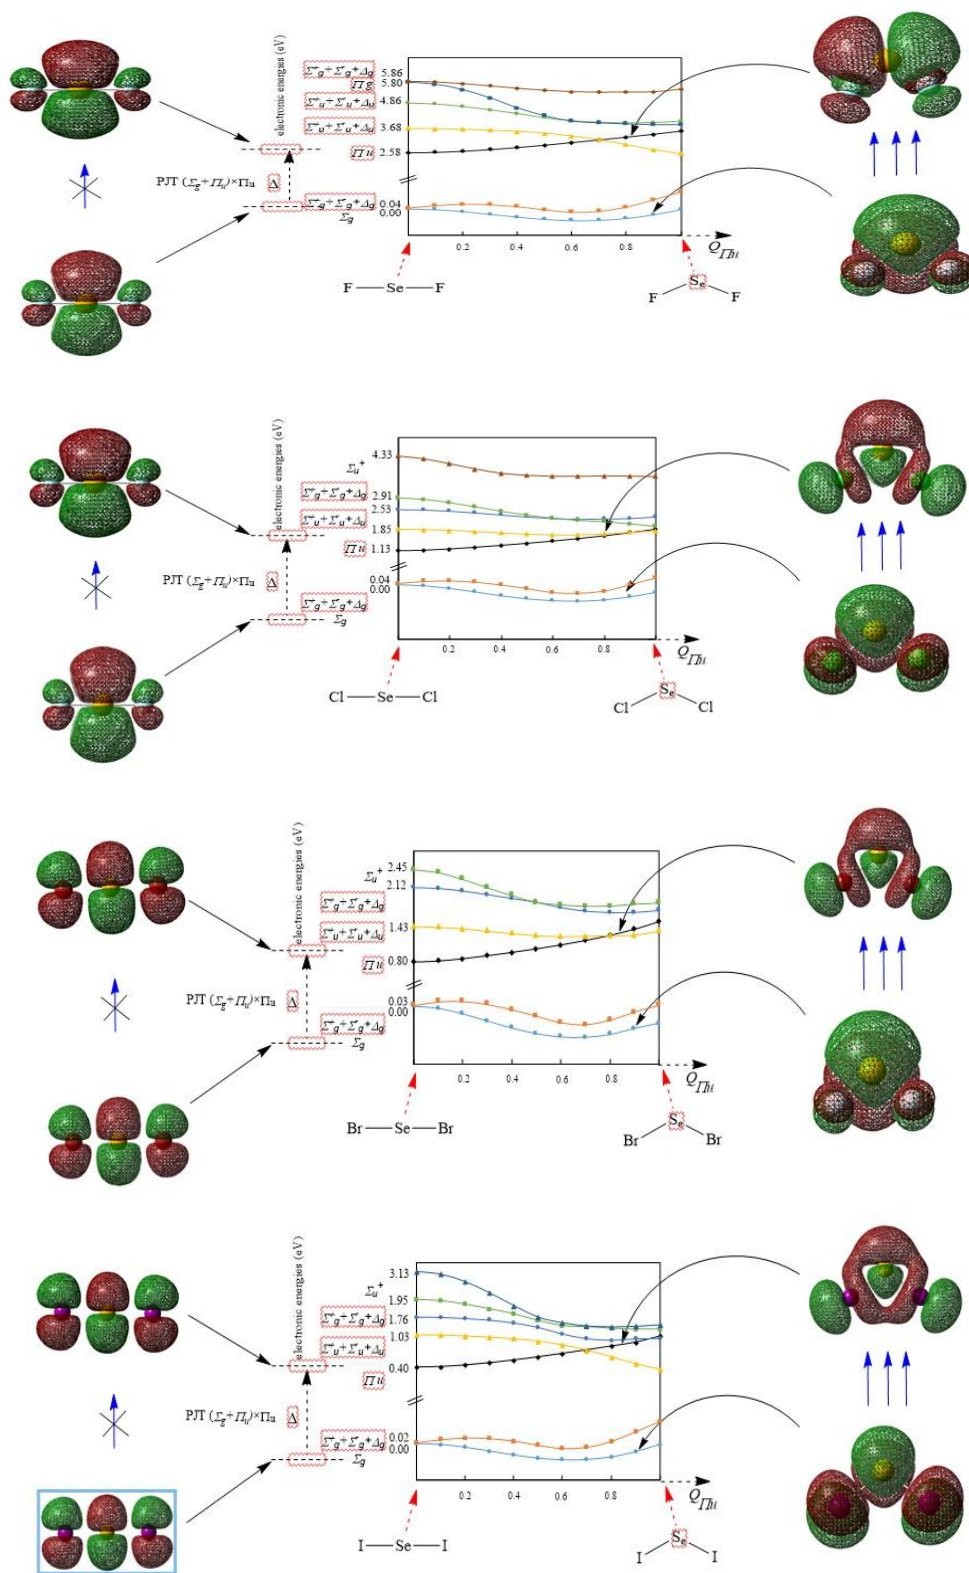 electronic energies (eV)
Σ⁺g + Σ⁻g + Δg
Πg
Σ⁺u + Σ⁻u + Δu
Σ⁺u + Σ⁻u + Δu
Πu
5.86
5.80
4.86
3.68
2.58
PJT (Σg+Πu)×Πu
Δ
Σ⁺g + Σ⁻g + Δg
Σg
0.04
0.00
0.2
0.4
0.6
0.8
Q Πu
F—Se—F
Se
F F
electronic energies (eV)
4.33
Σu⁺
Σ⁺g + Σ⁻g + Δg
2.91
2.53
Σ⁺u + Σ⁻u + Δu
1.85
Πu
1.13
PJT (Σg+Πu)×Πu
Δ
0.04
0.00
Σ⁺g + Σ⁻g + Δg
Σg
0.2
0.4
0.6
0.8
Q Πu
Cl—Se—Cl
Se
Cl Cl
electronic energies (eV)
2.45
Σu⁺
2.12
Σ⁺g + Σ⁻g + Δg
Σ⁺u + Σ⁻u + Δu
1.43
Πu
0.80
PJT (Σg+Πu)×Πu
Δ
0.03
0.00
Σ⁺g + Σ⁻g + Δg
Σg
0.2
0.4
0.6
0.8
Q Πu
Br—Se—Br
Se
Br Br
electronic energies (eV)
3.13
Σu⁺
1.95
Σ⁺g + Σ⁻g + Δg
1.76
1.03
Σ⁺u + Σ⁻u + Δu
Πu
0.40
PJT (Σg+Πu)×Πu
Δ
0.02
0.00
Σ⁺g + Σ⁻g + Δg
Σg
0.2
0.4
0.6
0.8
Q Πu
I—Se—I
Se
I I